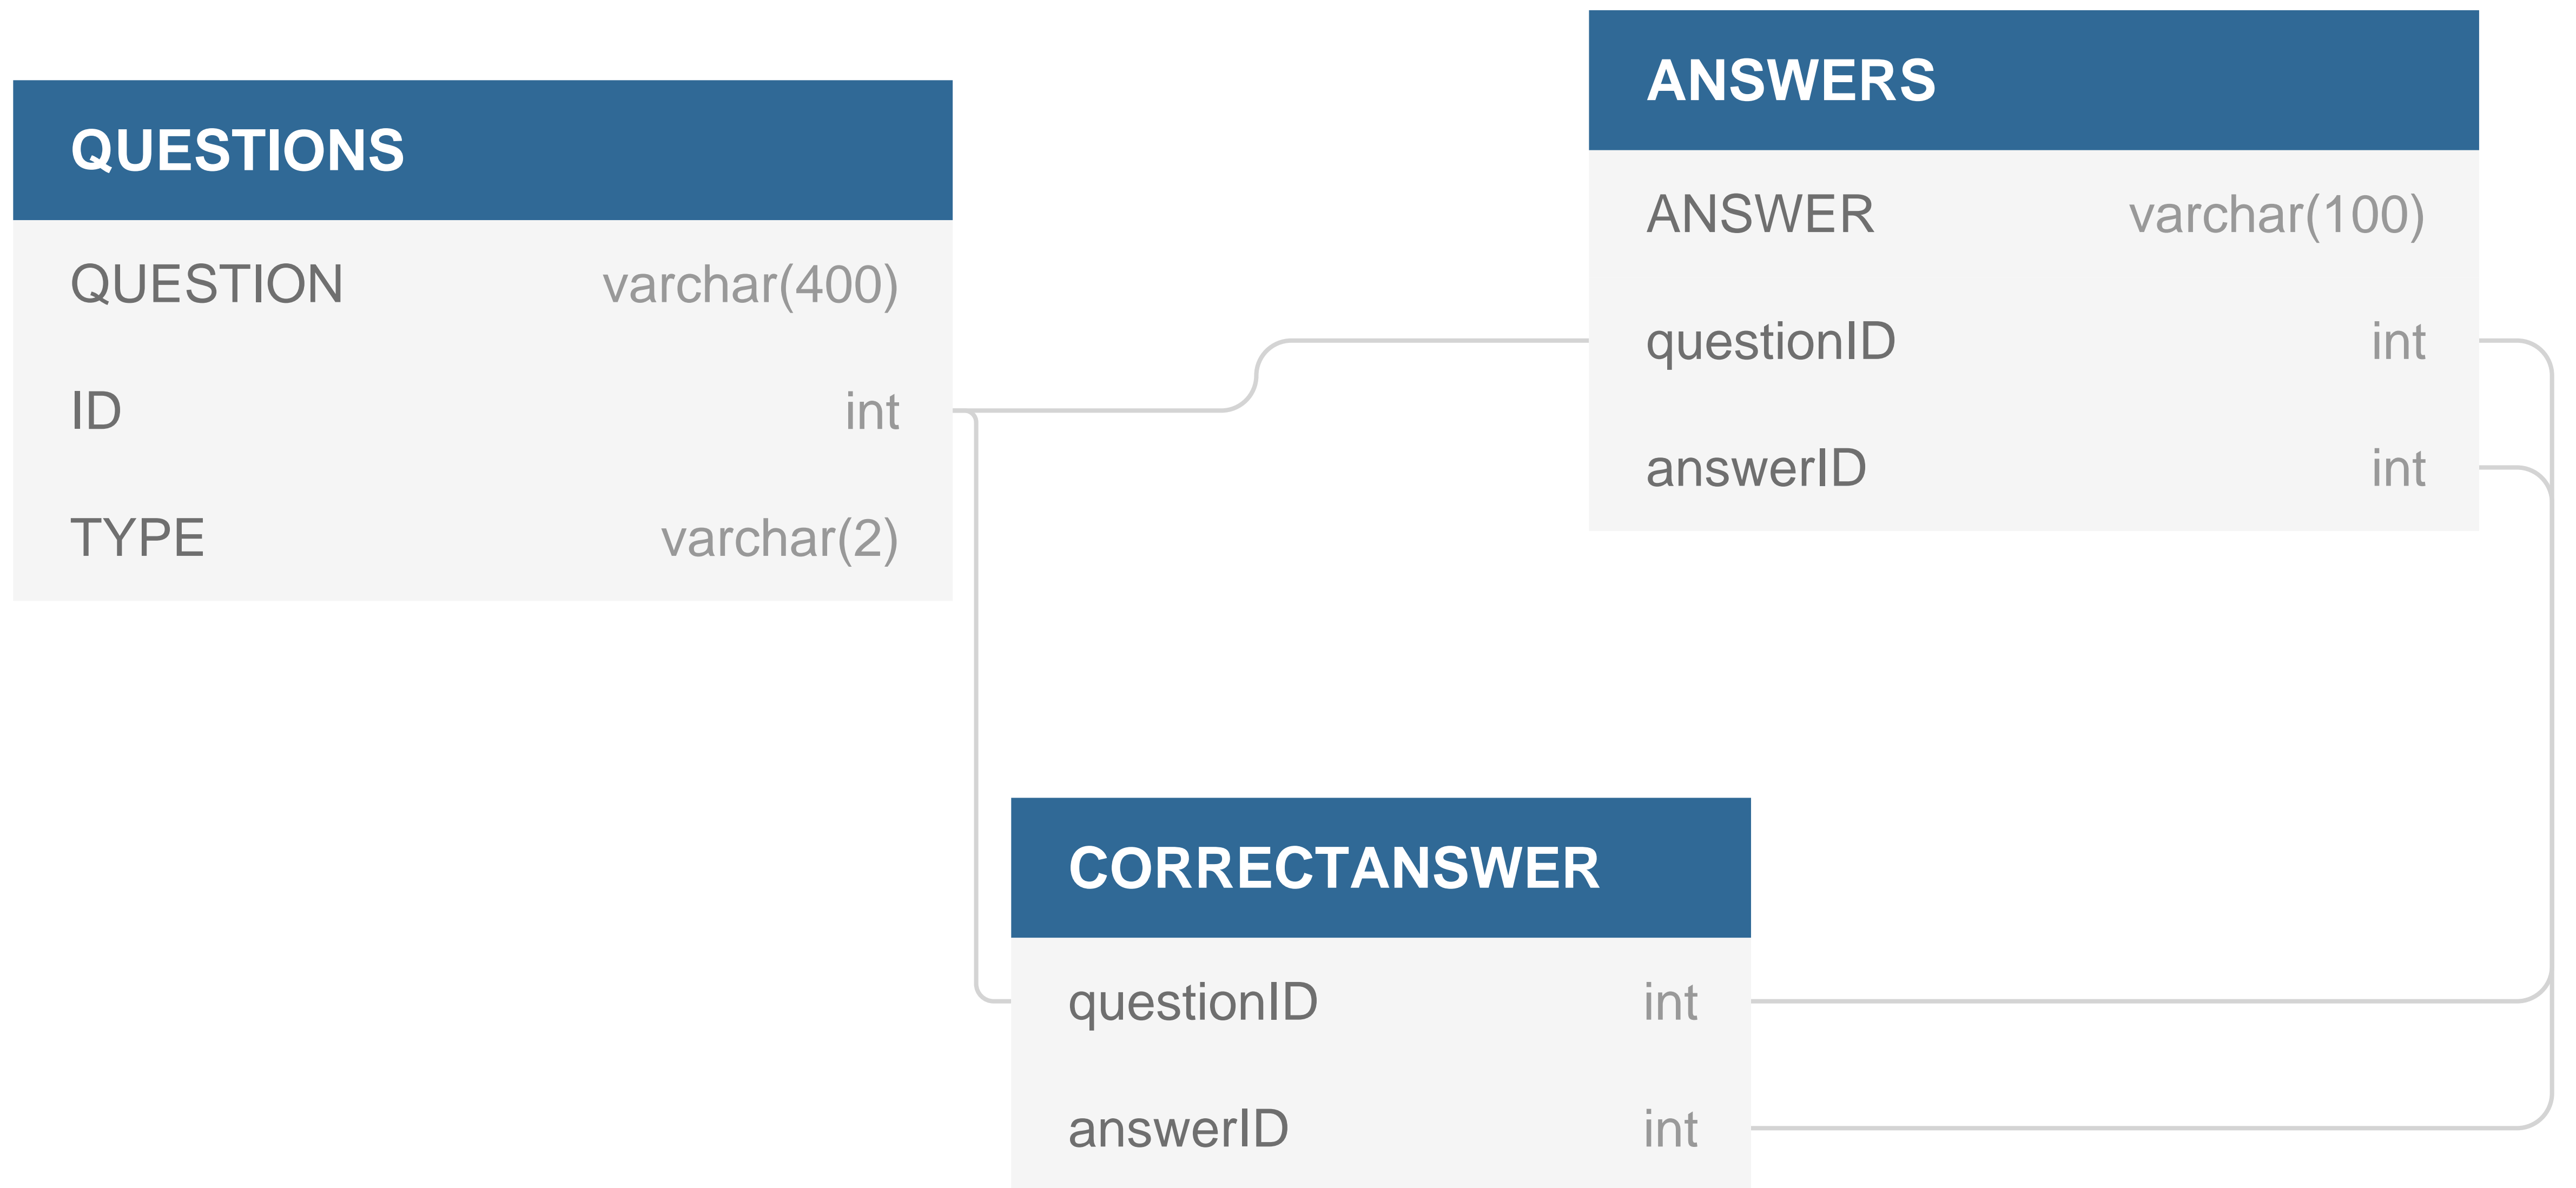 QUESTIONS
QUESTION varchar(400)
ID int
TYPE varchar(2)
ANSWERS
ANSWER varchar(100)
questionID int
answerID int
CORRECTANSWER
questionID int
answerID int